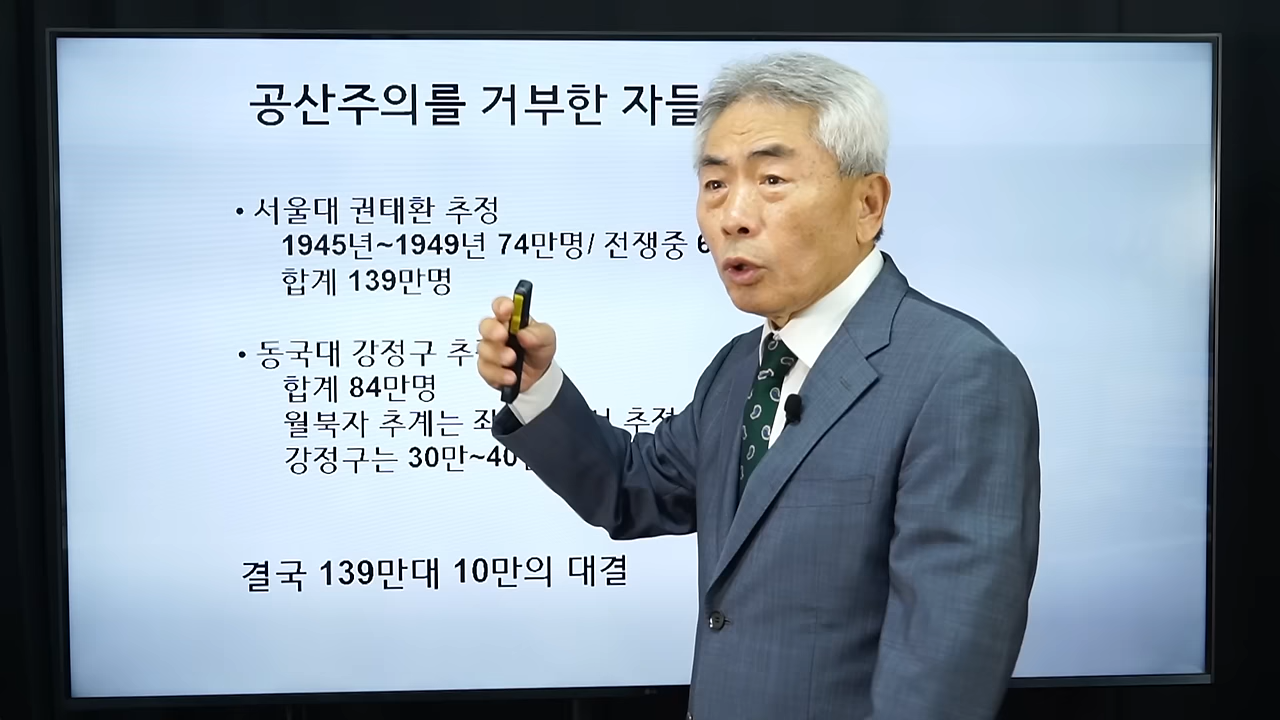 공산주의를 거부한 자들
• 서울대 권태환 추정
1945년~1949년 74만명/ 전쟁중 6
합계 139만명
• 동국대 강정구
합계 84만명
월북자 추계는 추정
강정구는 30만~40
결국 139만대 10만의 대결
LG